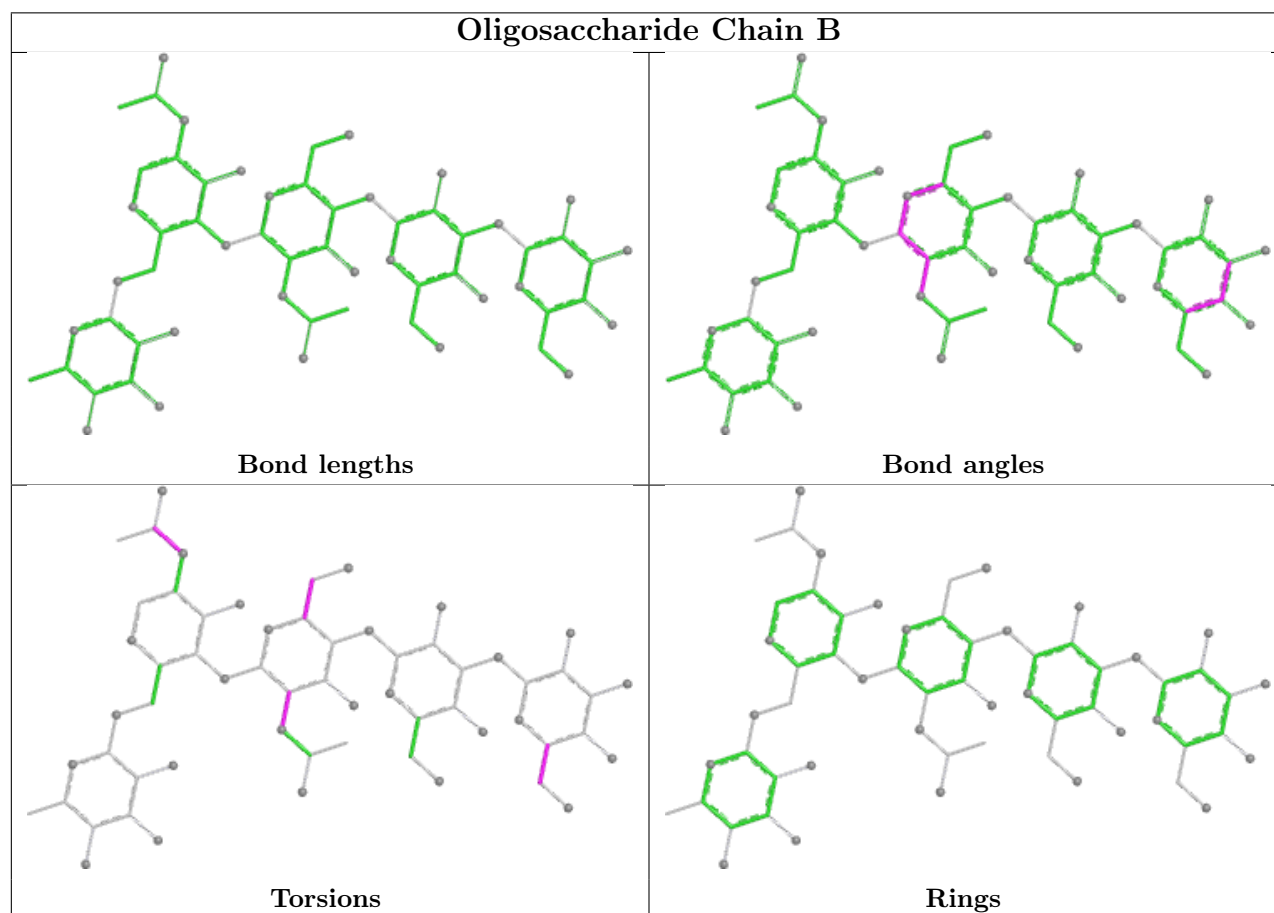 Oligosaccharide Chain B
Bond lengths
Bond angles
Torsions
Rings